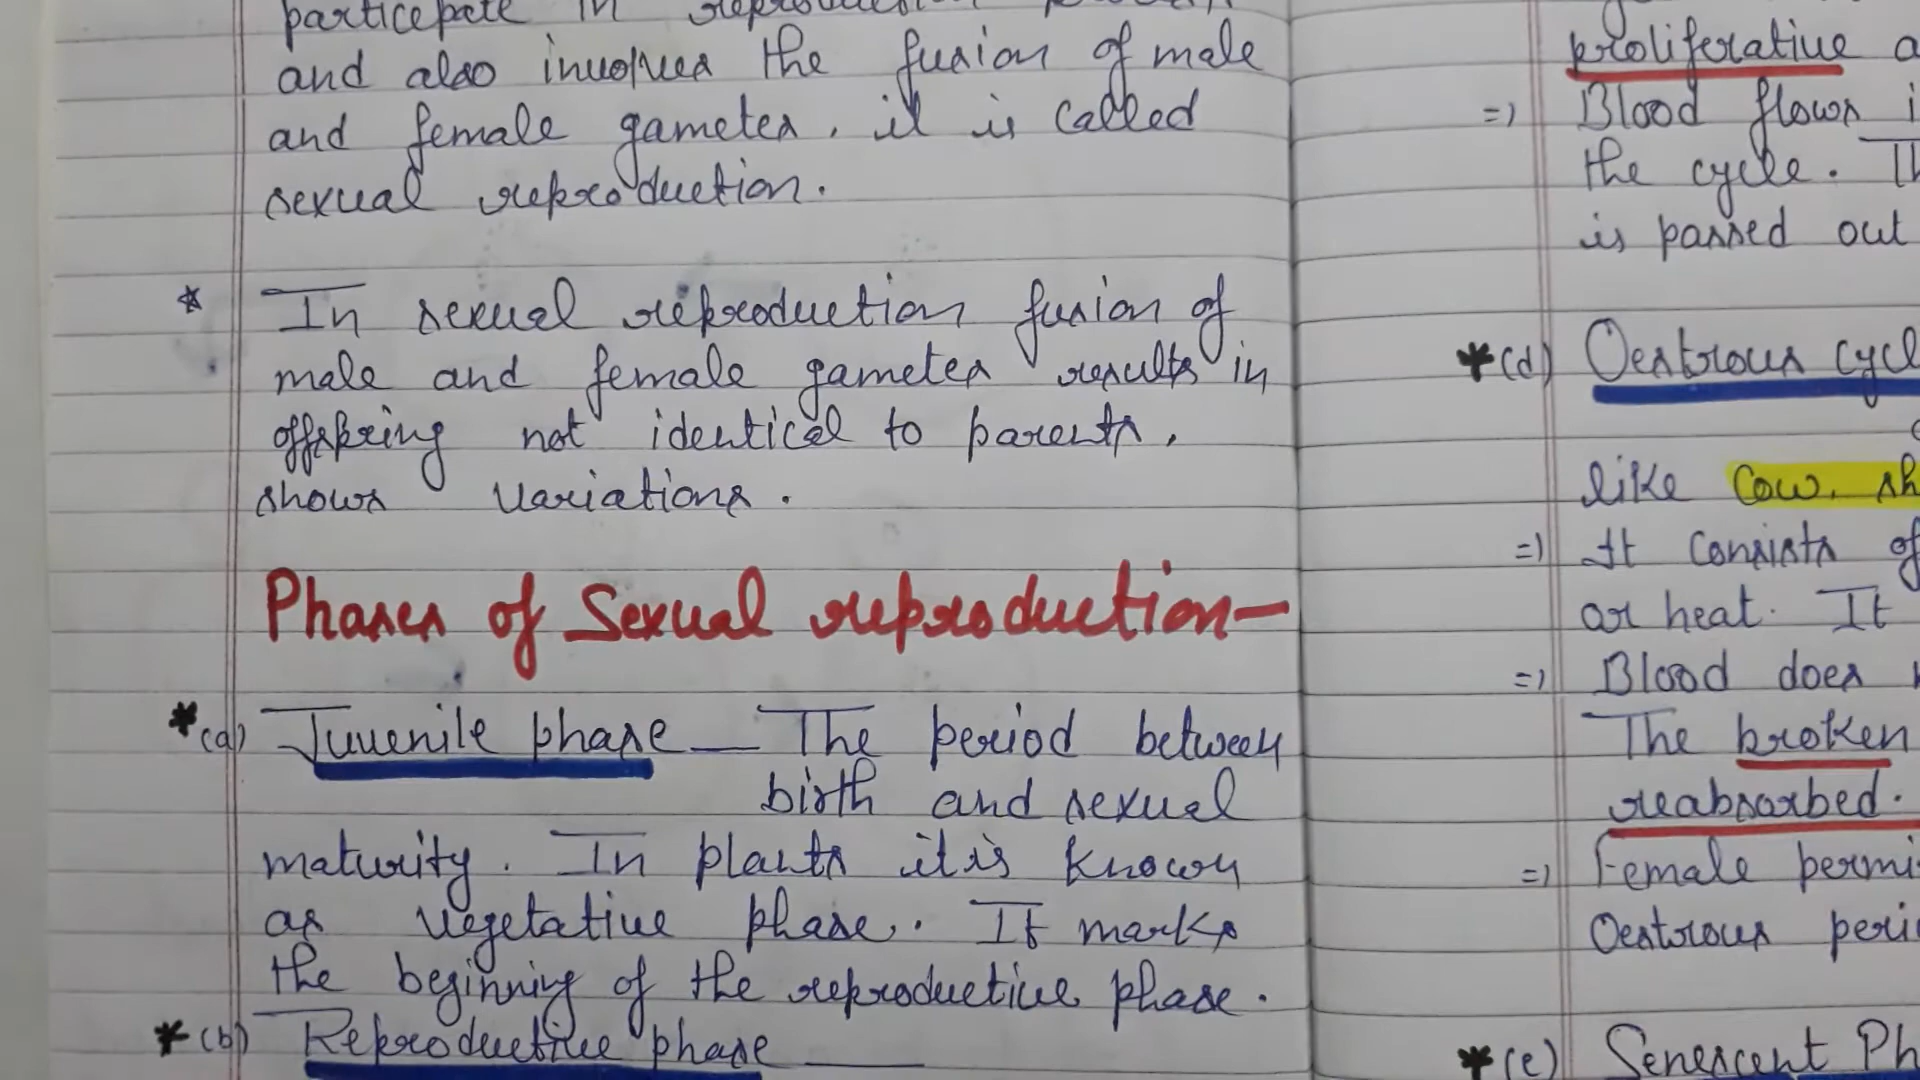 participate in reproduction
and also involves the fusion of male
and female gametes, it is called
sexual reproduction.
* In sexual reproduction fusion of
male and female gametes results in
offspring not identical to parents,
shows variations.
Phases of Sexual reproduction-
*(a) Juvenile phase — The period between
birth and sexual
maturity. In plants it is known
as vegetative phase. It marks
the beginning of the reproductive phase.
*(b) Reproductive phase —
proliferative
=) Blood flows
the cycle.
is passed out
*(d) Oestrous
like Cow,
=) It consists of
or heat. It
=) Blood does
The broken
reabsorbed.
=) Female
Oestrous
*(e) Senescent